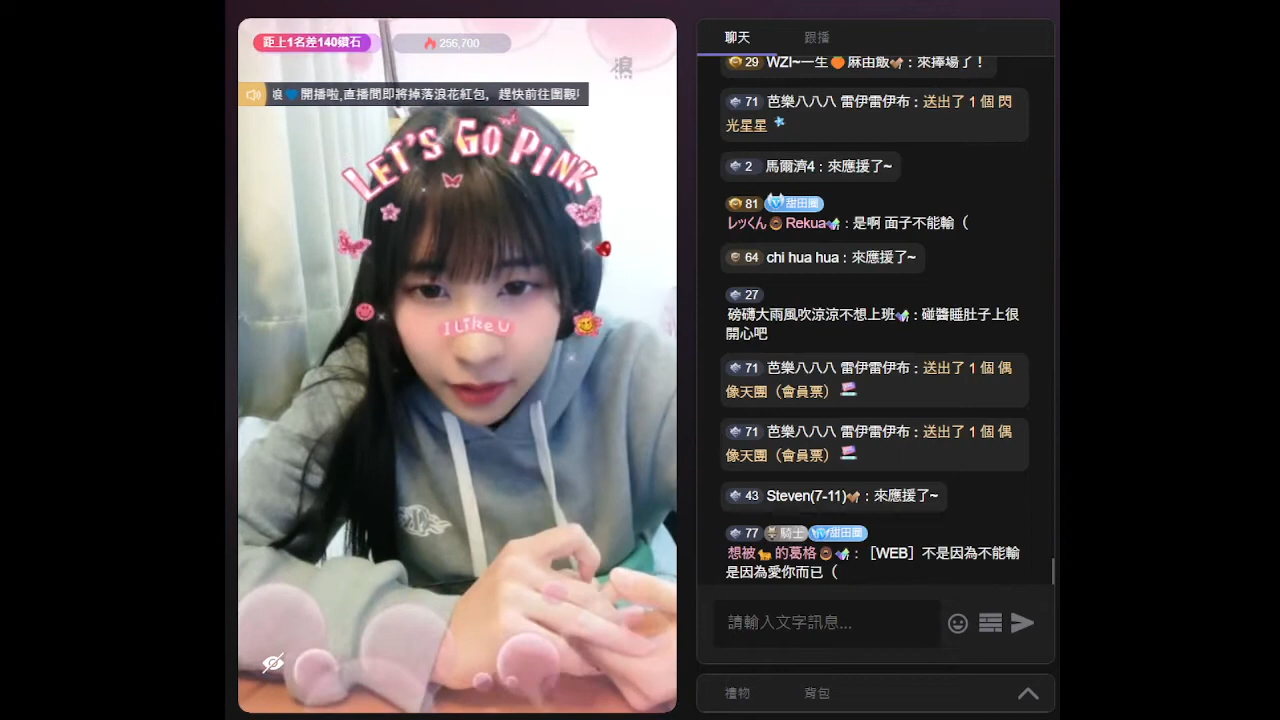 距上1名差140鑽石
256,700
浪
LIVE
開播啦,直播間即將掉落浪花紅包, 趕快前往圍觀!
LET'S GO PINK
I Like U
聊天
跟播
29 WZI~一生 麻由飯 : 來捧場了!
71 芭樂八八八 雷伊雷伊布 : 送出了 1 個 閃
光星星
2 馬爾濟4 : 來應援了~
81 甜田圈
レッくん Rekua : 是啊 面子不能輸(
64 chi hua hua : 來應援了~
27
磅礴大雨風吹涼涼不想上班 : 碰醬睡肚子上很
開心吧
71 芭樂八八八 雷伊雷伊布 : 送出了 1 個 偶
像天團(會員票)
71 芭樂八八八 雷伊雷伊布 : 送出了 1 個 偶
像天團(會員票)
43 Steven(7-11) : 來應援了~
77 騎士 甜田圈
想被 的葛格 : [WEB] 不是因為不能輸
是因為愛你而已(
請輸入文字訊息...
禮物
背包